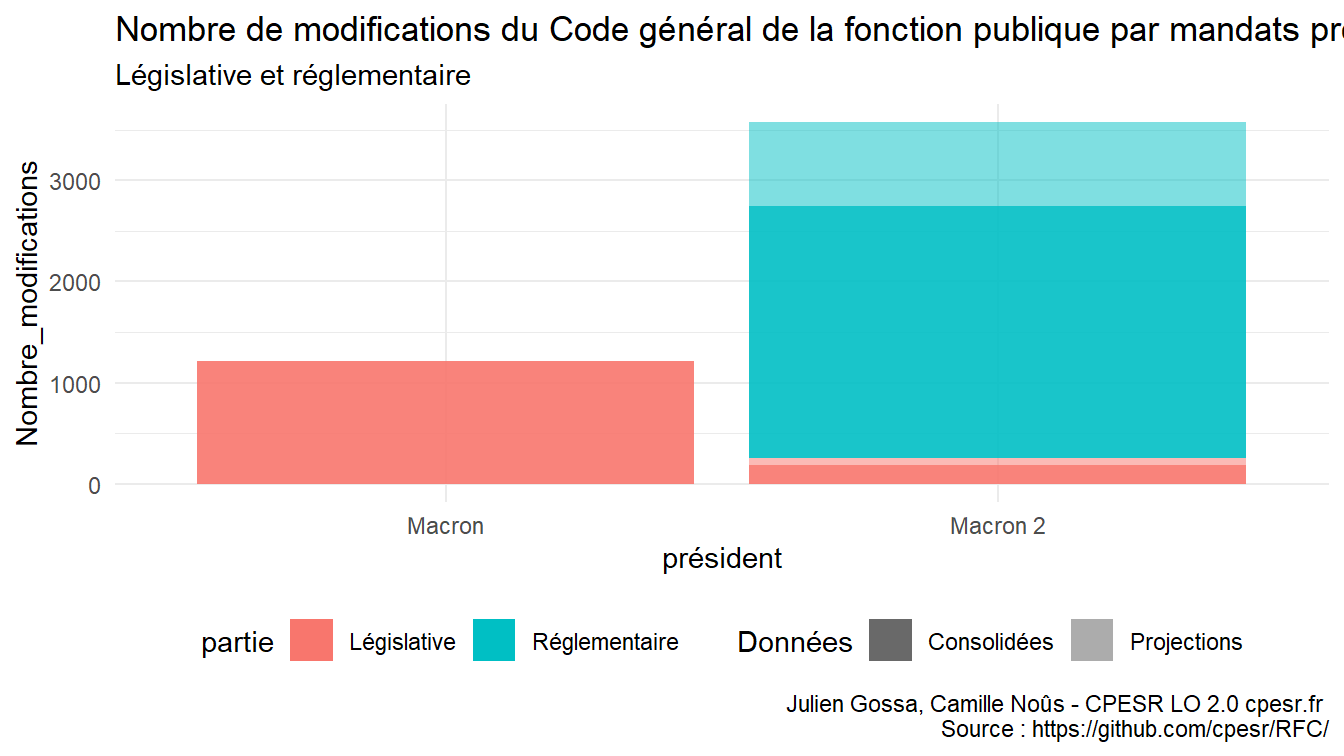 Nombre de modifications du Code général de la fonction publique par mandats
Législative et réglementaire
Nombre_modifications
3000
2000
1000
0
Macron Macron 2
président
partie Législative Réglementaire Données Consolidées Projections
Julien Gossa, Camille Noûs - CPESR LO 2.0 cpesr.fr
Source : https://github.com/cpesr/RFC/